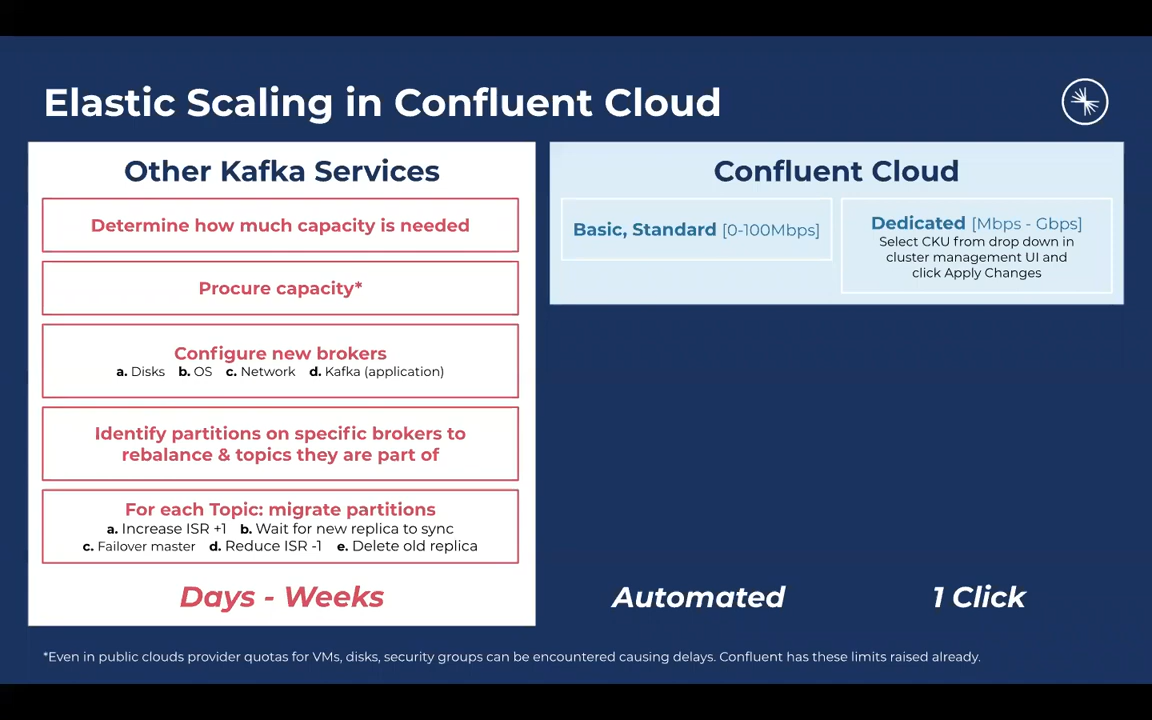 Elastic Scaling in Confluent Cloud
Other Kafka Services
Determine how much capacity is needed
Procure capacity*
Configure new brokers
a. Disks b. OS c. Network d. Kafka (application)
Identify partitions on specific brokers to
rebalance & topics they are part of
For each Topic: migrate partitions
a. Increase ISR +1 b. Wait for new replica to sync
c. Failover master d. Reduce ISR -1 e. Delete old replica
Days - Weeks
Confluent Cloud
Basic, Standard [0-100Mbps]
Dedicated [Mbps - Gbps]
Select CKU from drop down in
cluster management UI and
click Apply Changes
Automated
1 Click
*Even in public clouds provider quotas for VMs, disks, security groups can be encountered causing delays. Confluent has these limits raised already.